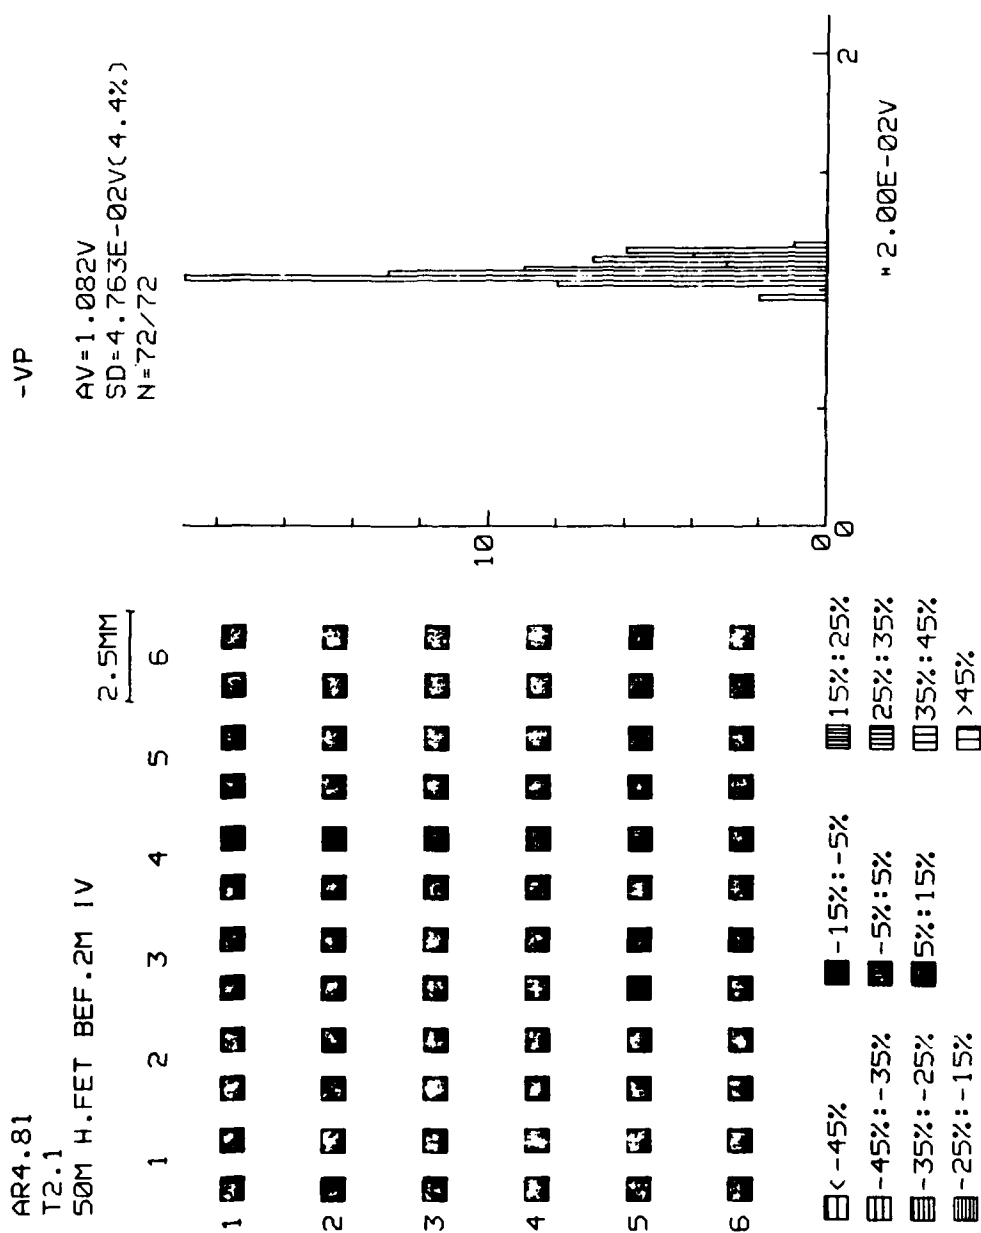 AR4.81
T2.1
50M H.FET BEF.2M IV
2.5MM
1 2 3 4 5 6
1
2
3
4
5
6
<-45%
-45%:-35%
-35%:-25%
-25%:-15%
-15%:-5%
-5%:5%
5%:15%
15%:25%
25%:35%
35%:45%
>45%
-VP
AV=1.082V
SD=4.763E-02V(4.4%)
N=72/72
10
0
0 2
" 2.00E-02V